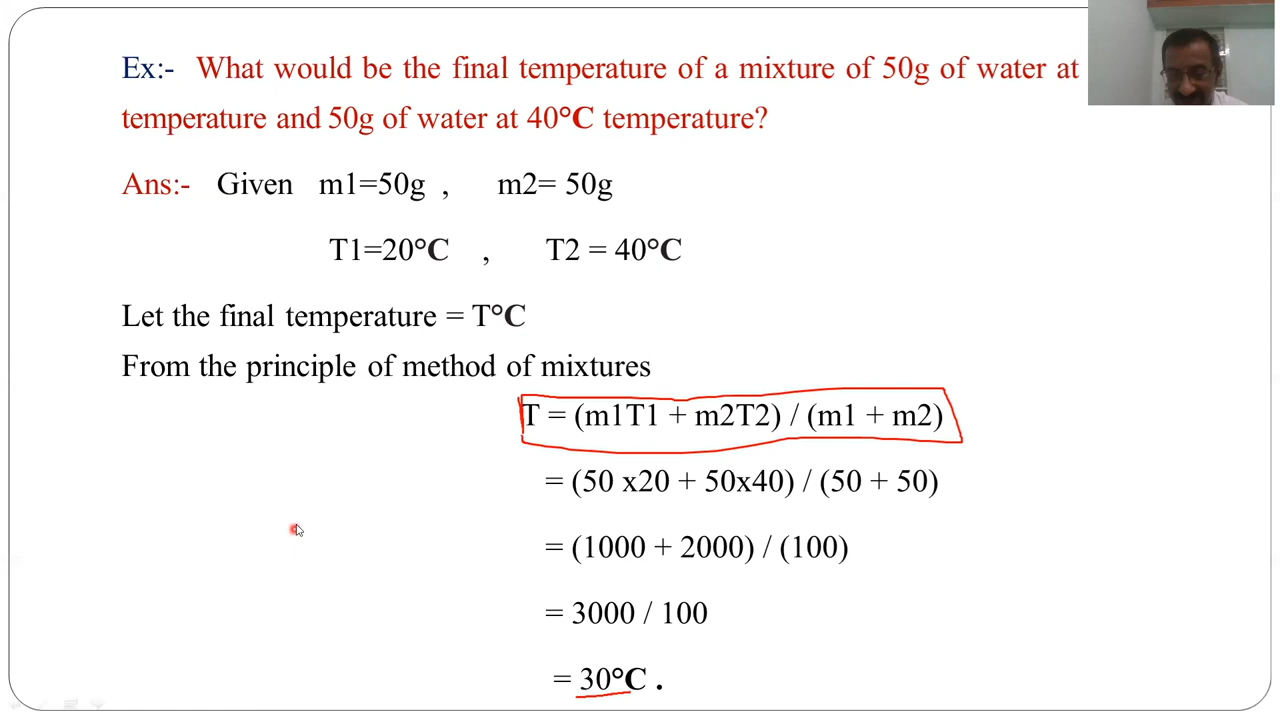 Ex:- What would be the final temperature of a mixture of 50g of water at
temperature and 50g of water at 40°C temperature?
Ans:- Given m1=50g , m2= 50g
T1=20°C , T2 = 40°C
Let the final temperature = T°C
From the principle of method of mixtures
T = (m1T1 + m2T2) / (m1 + m2)
= (50 x20 + 50x40) / (50 + 50)
= (1000 + 2000) / (100)
= 3000 / 100
= 30°C .